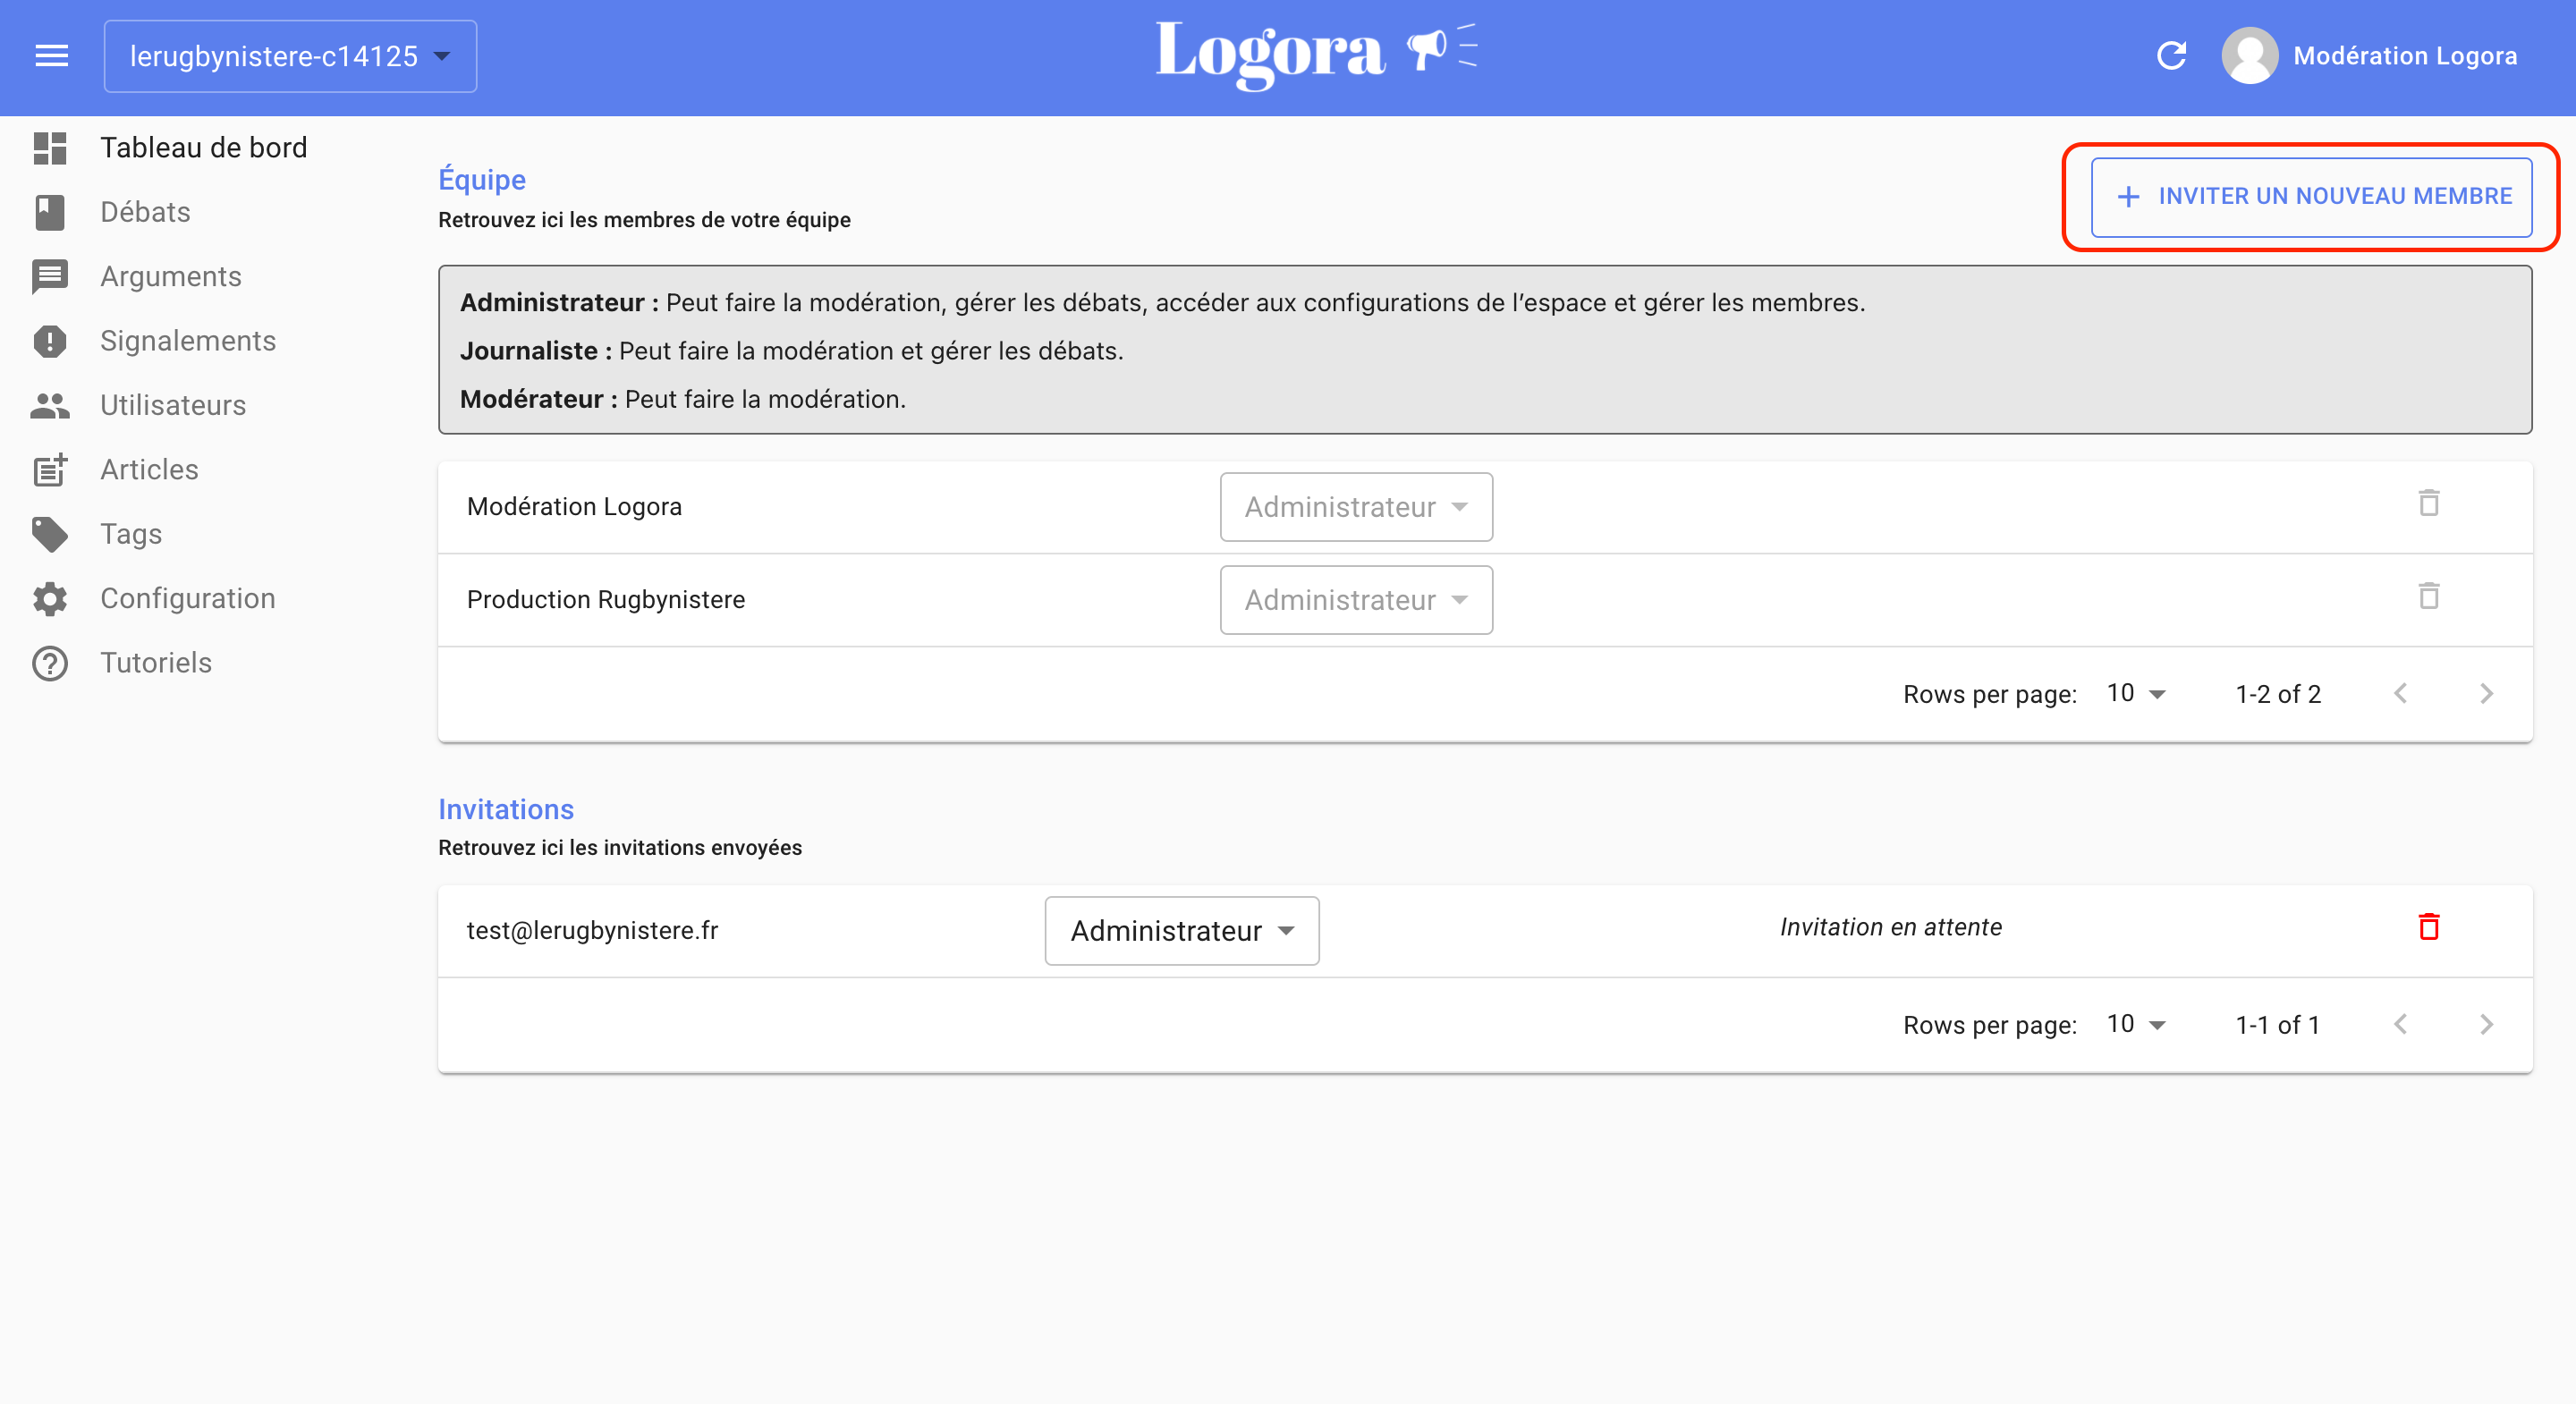 lerugbynistere-c14125
Logora
Modération Logora
Tableau de bord
Débats
Arguments
Signalements
Utilisateurs
Articles
Tags
Configuration
Tutoriels
Équipe
Retrouvez ici les membres de votre équipe
INVITER UN NOUVEAU MEMBRE
Administrateur : Peut faire la modération, gérer les débats, accéder aux configurations de l’espace et gérer les membres.
Journaliste : Peut faire la modération et gérer les débats.
Modérateur : Peut faire la modération.
Modération Logora Administrateur
Production Rugbynistere Administrateur
Rows per page: 10 1-2 of 2
Invitations
Retrouvez ici les invitations envoyées
test@lerugbynistere.fr Administrateur Invitation en attente
Rows per page: 10 1-1 of 1